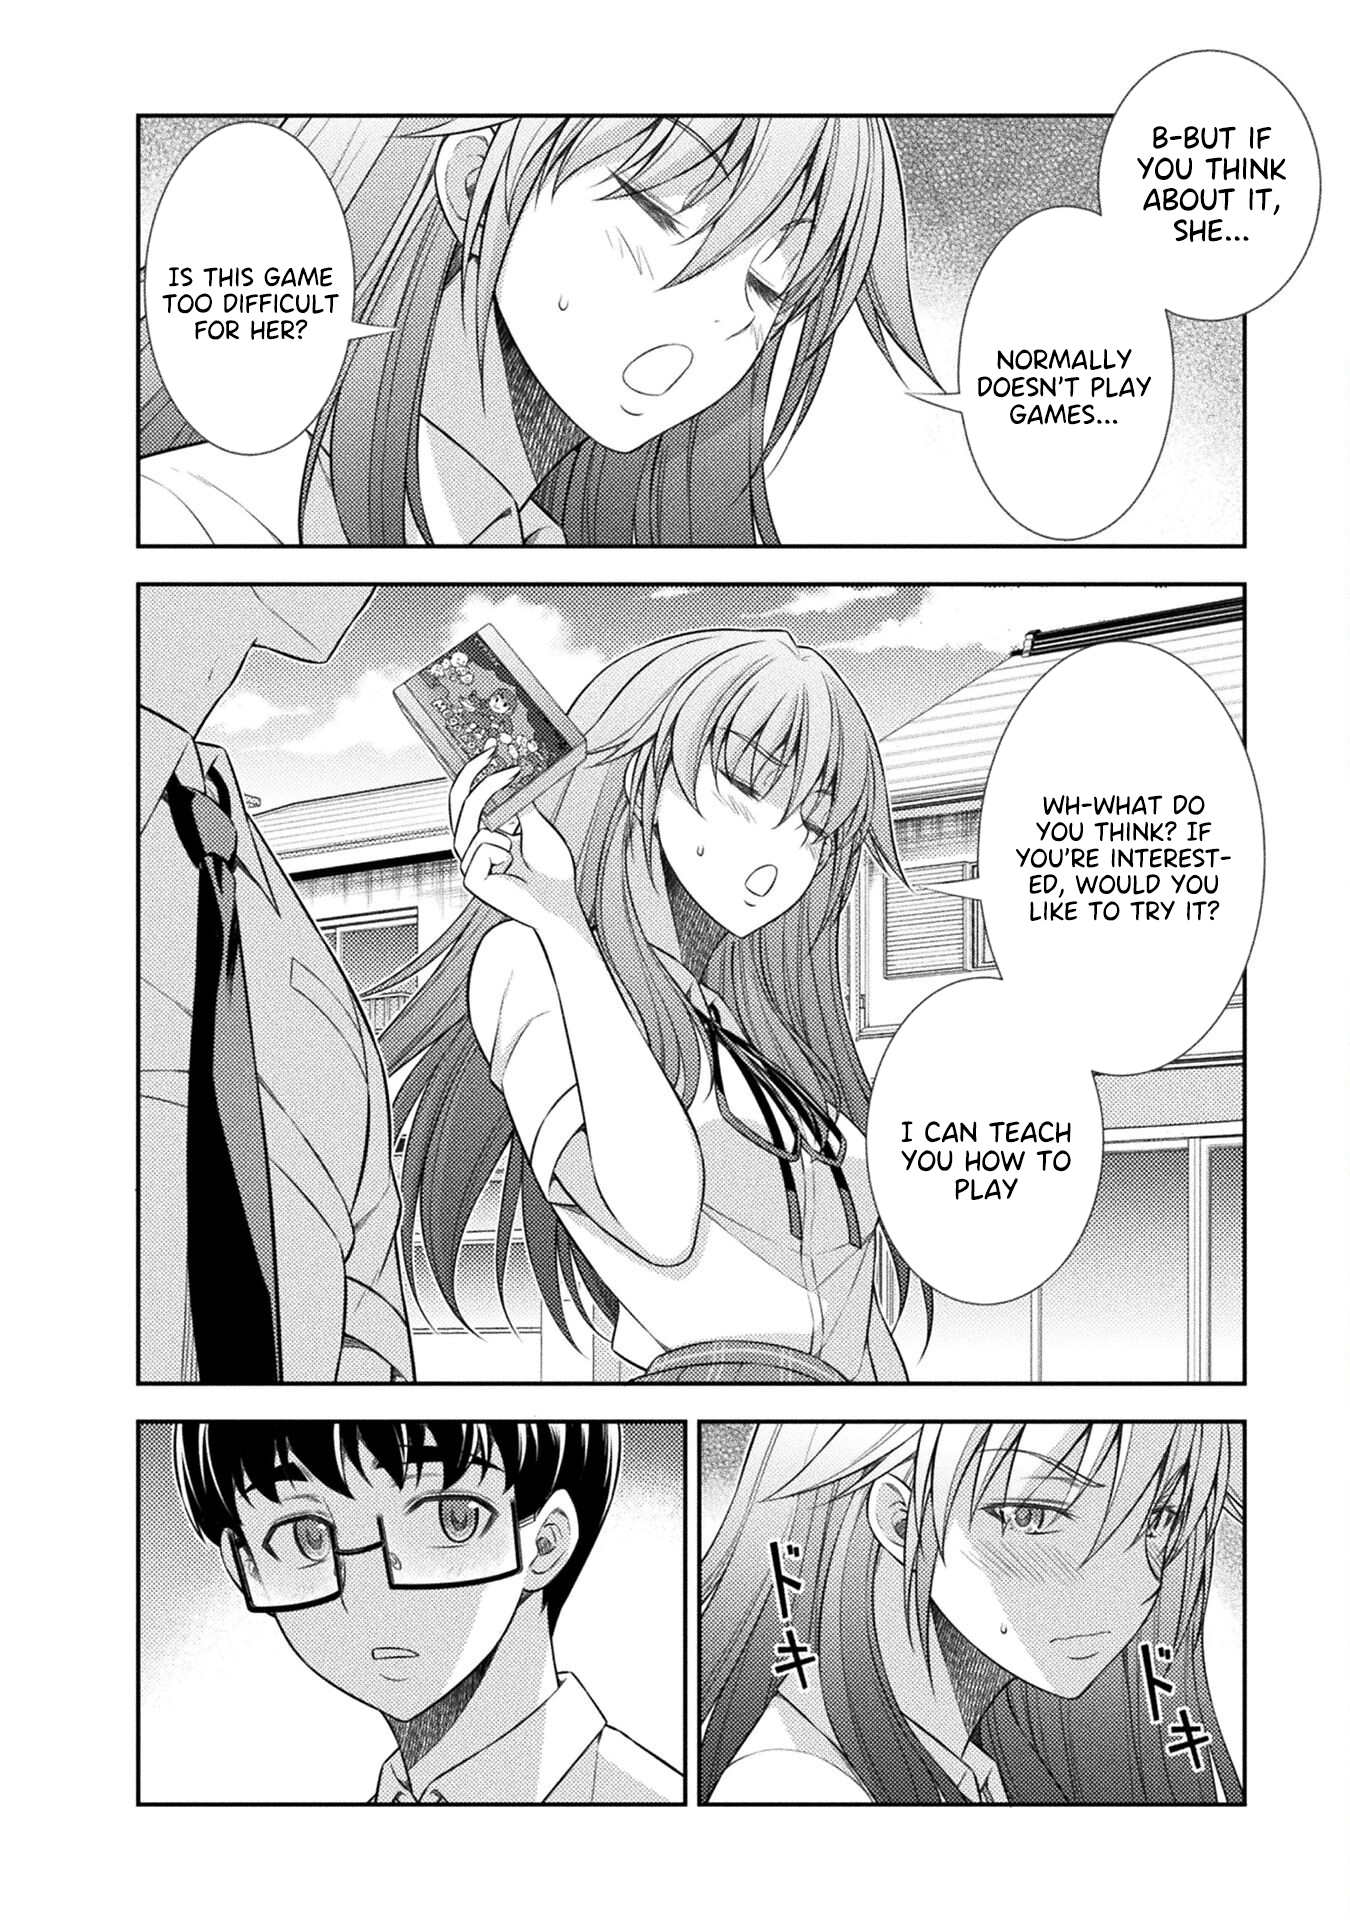 B-BUT IF
YOU THINK
ABOUT IT,
SHE...
NORMALLY
DOESN'T PLAY
GAMES...
IS THIS GAME
TOO DIFFICULT
FOR HER?
WH-WHAT DO
YOU THINK? IF
YOU'RE INTEREST-
ED, WOULD YOU
LIKE TO TRY IT?
I CAN TEACH
YOU HOW TO
PLAY
ドキ
ドキ